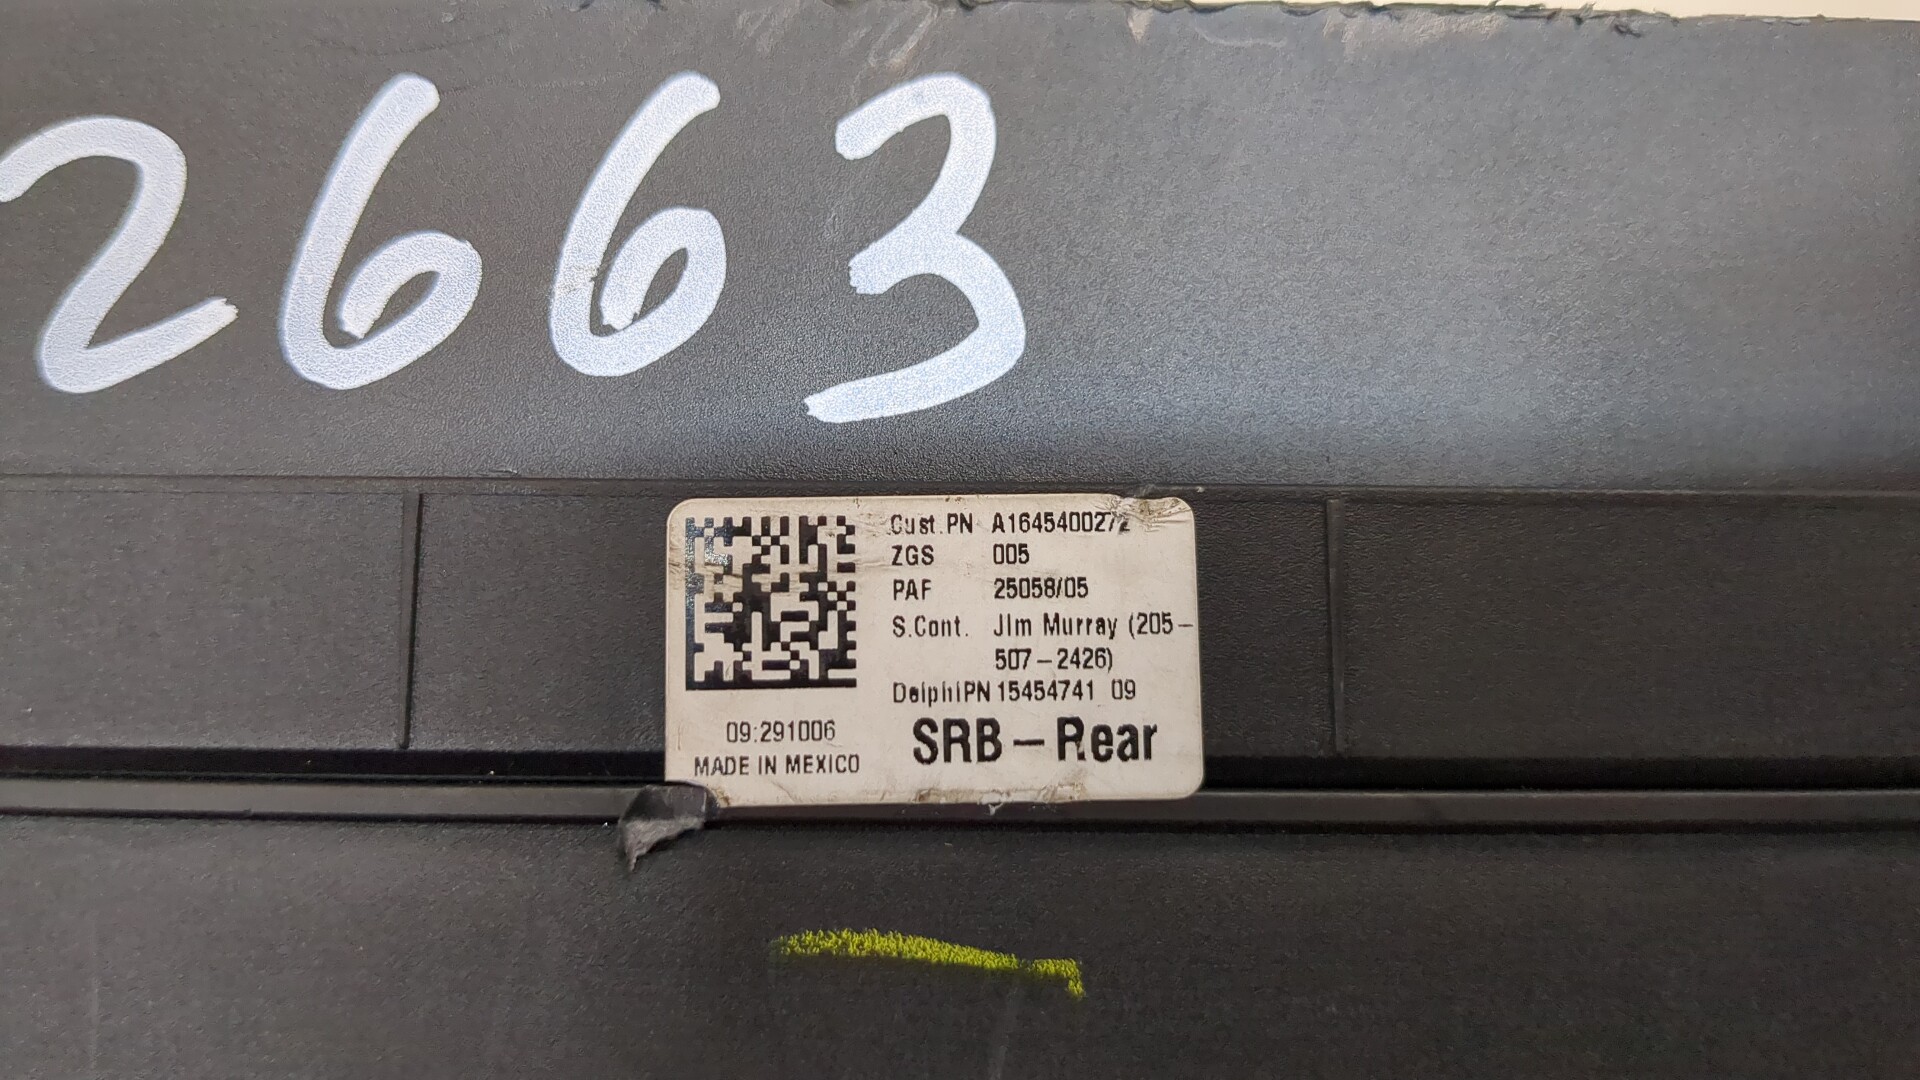 2663
Cust.PN A1645400272
ZGS 005
PAF 25058/05
S.Cont. Jim Murray (205-
507-2426)
DelphiPN 15454741 09
SRB-Rear
09:291006
MADE IN MEXICO